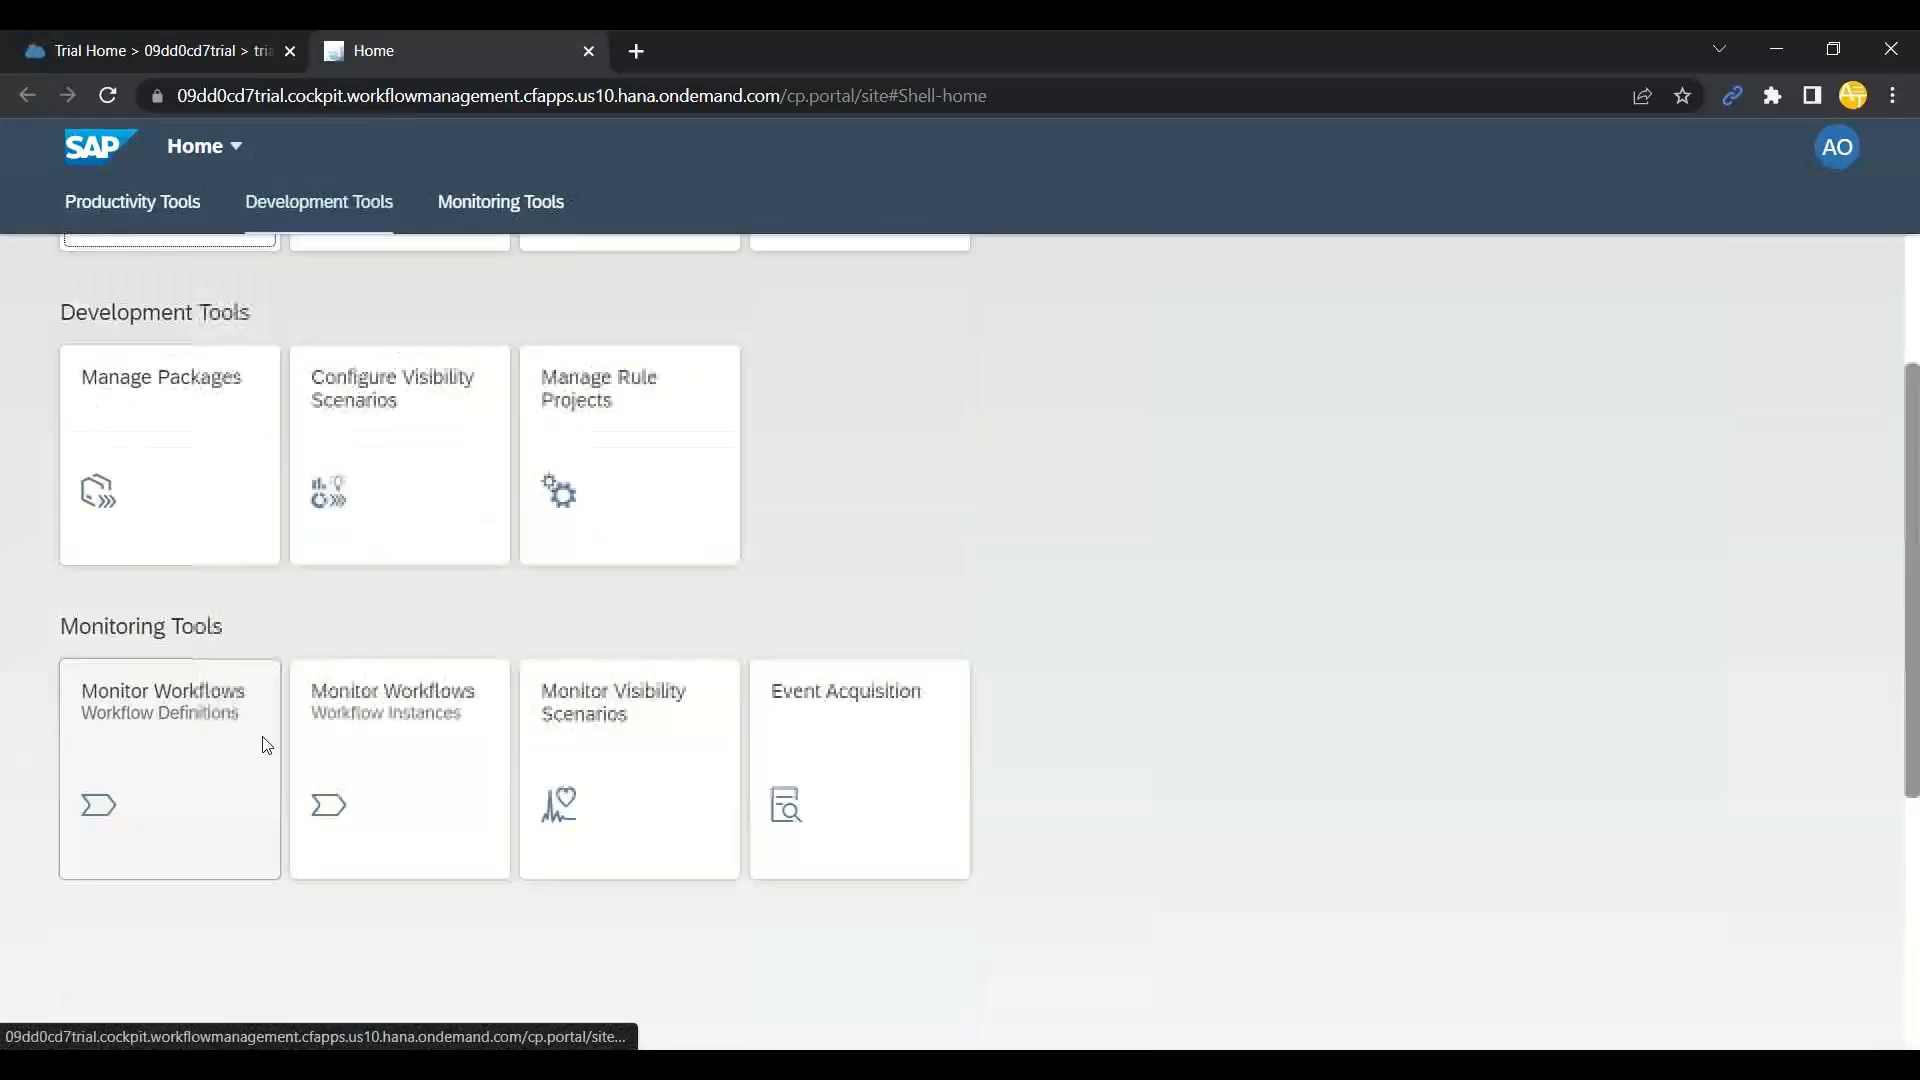 Trial Home > 09dd0cd7trial > tria
Home
09dd0cd7trial.cockpit.workflowmanagement.cfapps.us10.hana.ondemand.com/cp.portal/site#Shell-home
SAP
Home
AO
Productivity Tools
Development Tools
Monitoring Tools
Development Tools
Manage Packages
Configure Visibility
Scenarios
Manage Rule
Projects
Monitoring Tools
Monitor Workflows
Workflow Definitions
Monitor Workflows
Workflow Instances
Monitor Visibility
Scenarios
Event Acquisition
09dd0cd7trial.cockpit.workflowmanagement.cfapps.us10.hana.ondemand.com/cp.portal/site...